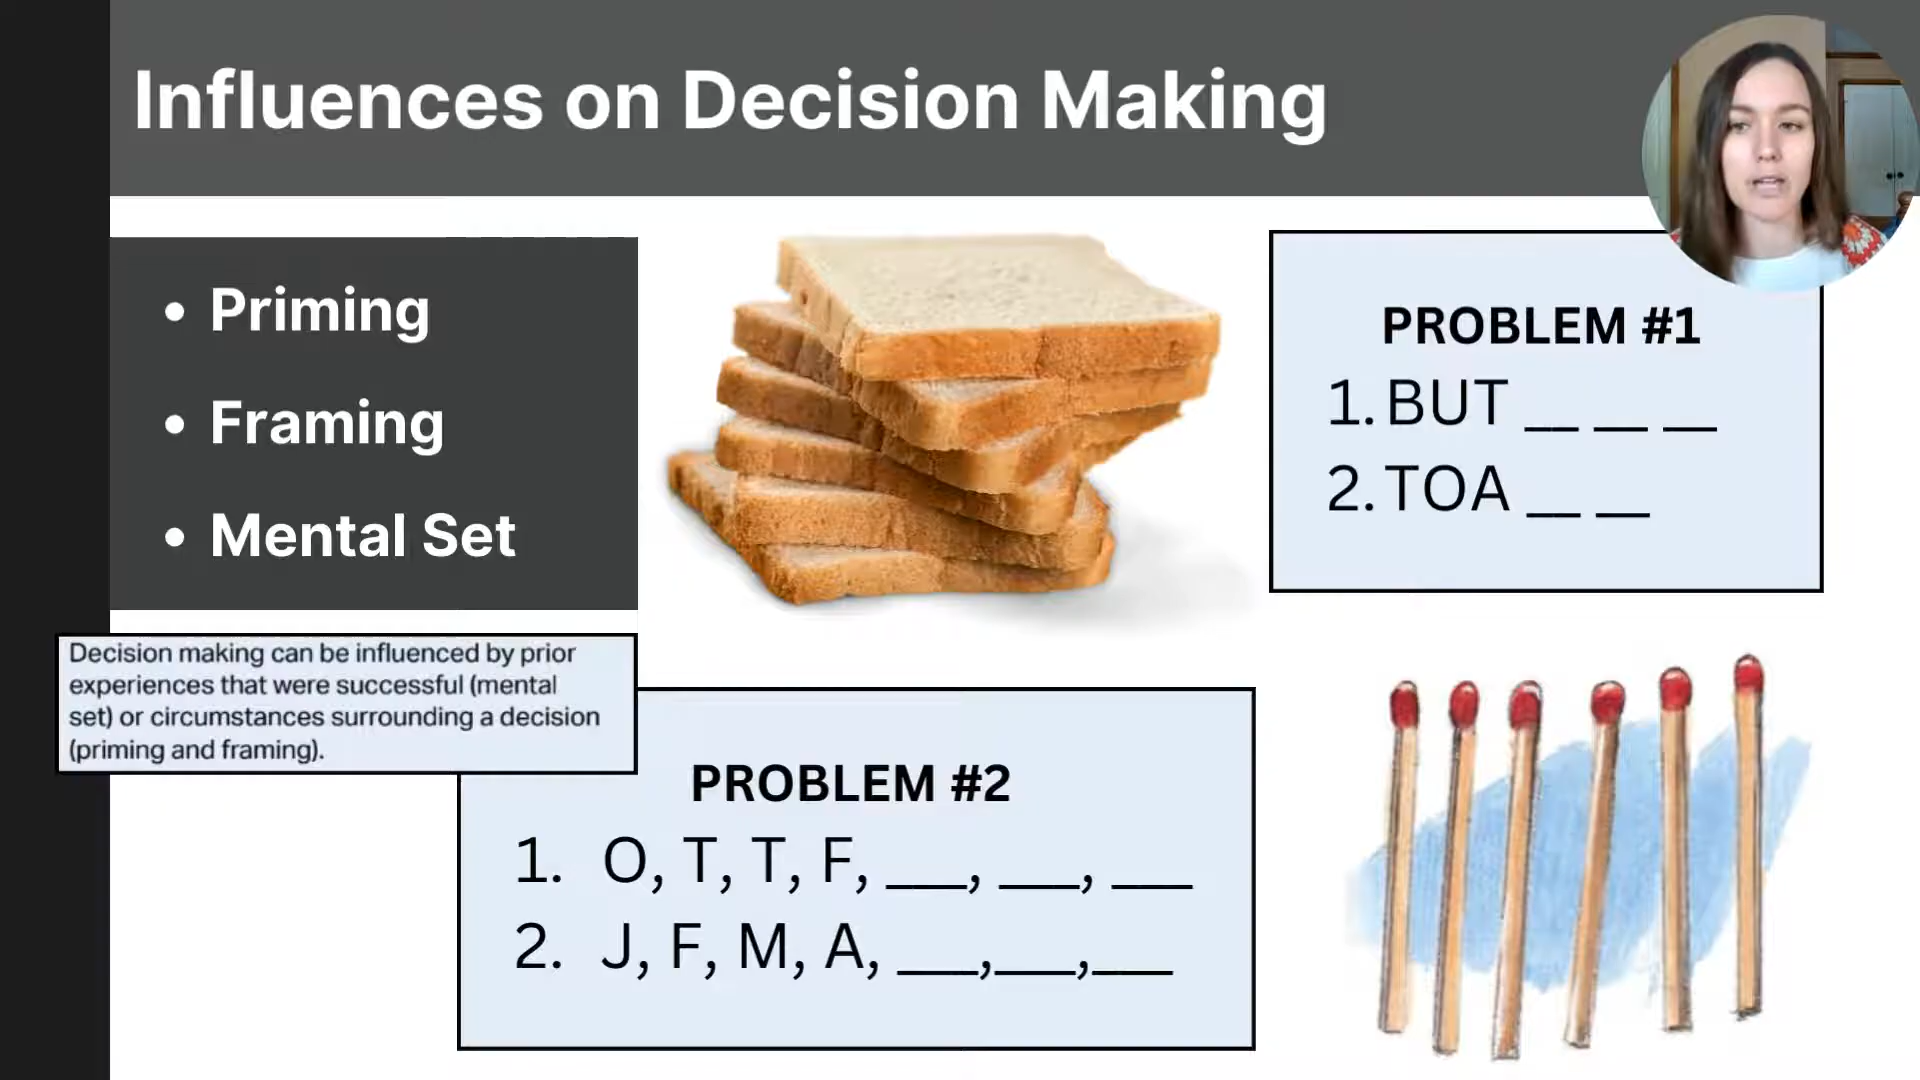 Influences on Decision Making
• Priming
• Framing
• Mental Set
Decision making can be influenced by prior
experiences that were successful (mental
set) or circumstances surrounding a decision
(priming and framing).
PROBLEM #1
1. BUT __ __ __
2. TOA __ __
PROBLEM #2
1. O, T, T, F, ___, ___, ___
2. J, F, M, A, ___,___,___